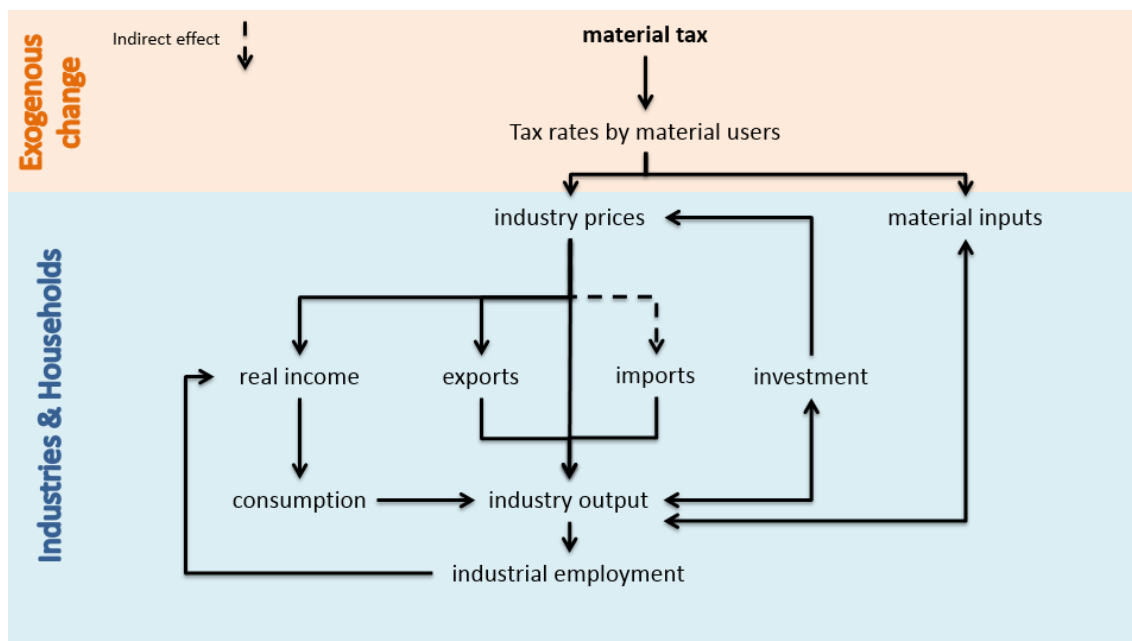 Exogenous
change
Indirect effect
material tax
Tax rates by material users
Industries & Households
industry prices
material inputs
real income
exports
imports
investment
consumption
industry output
industrial employment